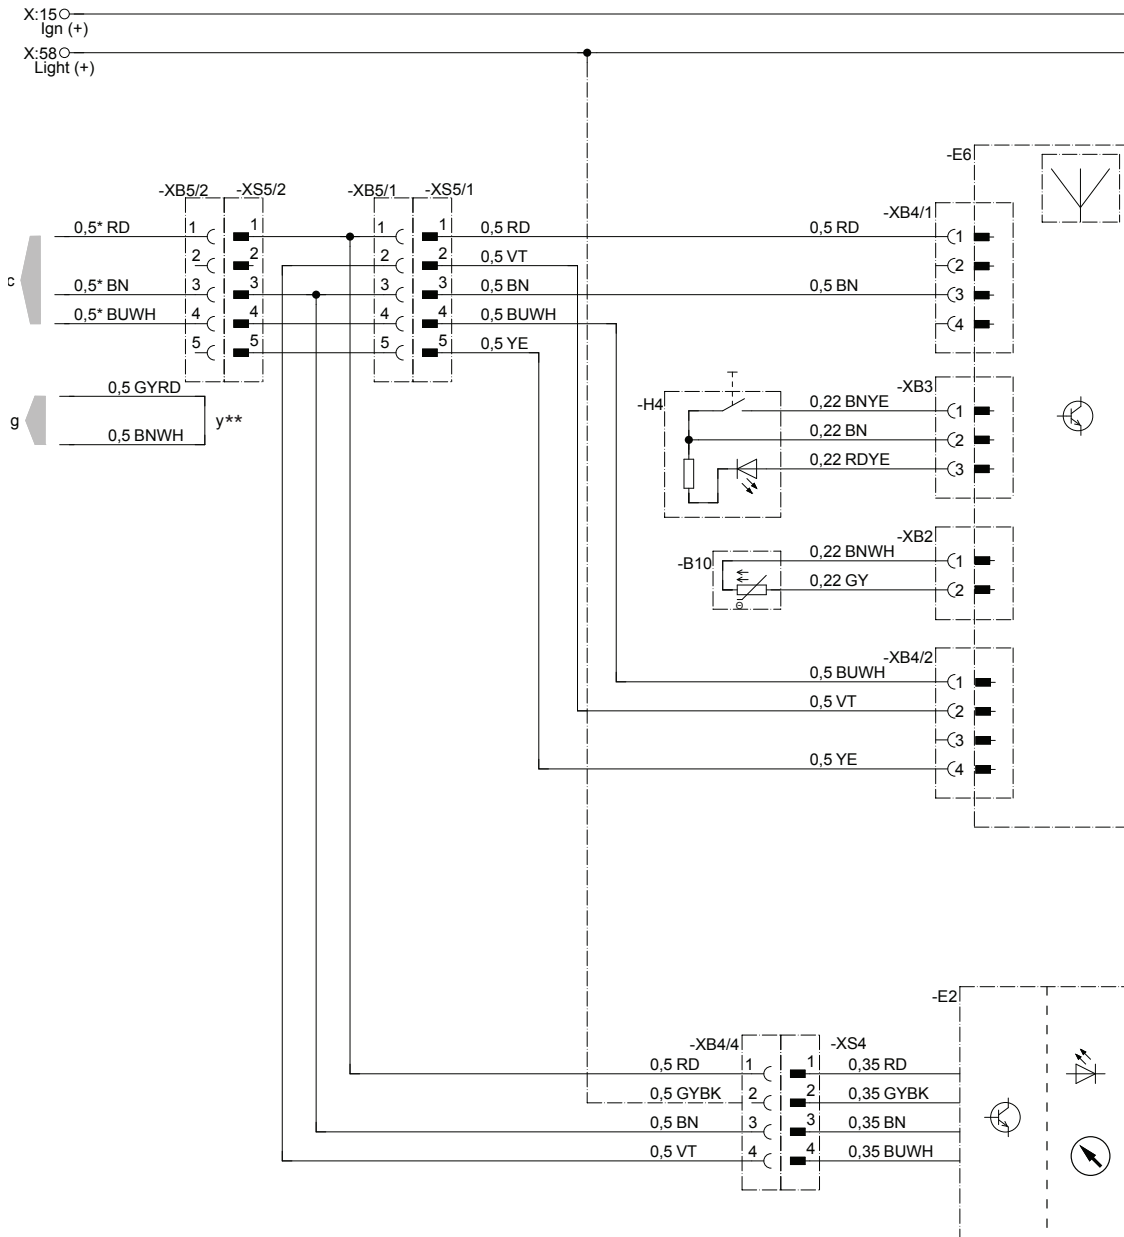 X:15
Ign (+)
X:58
Light (+)
-E6
-XB5/2 -XS5/2 -XB5/1 -XS5/1
-XB4/1
0,5* RD 1 1 1 1 0,5 RD 0,5 RD 1
2 2 2 2 0,5 VT 2
c
0,5* BN 3 3 3 3 0,5 BN 0,5 BN 3
0,5* BUWH 4 4 4 4 0,5 BUWH 4
5 5 5 5 0,5 YE
-XB3
0,5 GYRD
-H4 0,22 BNYE 1
g y**
0,5 BNWH 0,22 BN 2
0,22 RDYE 3
-XB2
-B10 0,22 BNWH 1
0,22 GY 2
-XB4/2
0,5 BUWH 1
0,5 VT 2
3
0,5 YE 4
-E2
-XB4/4 -XS4
0,5 RD 1 1 0,35 RD
0,5 GYBK 2 2 0,35 GYBK
0,5 BN 3 3 0,35 BN
0,5 VT 4 4 0,35 BUWH